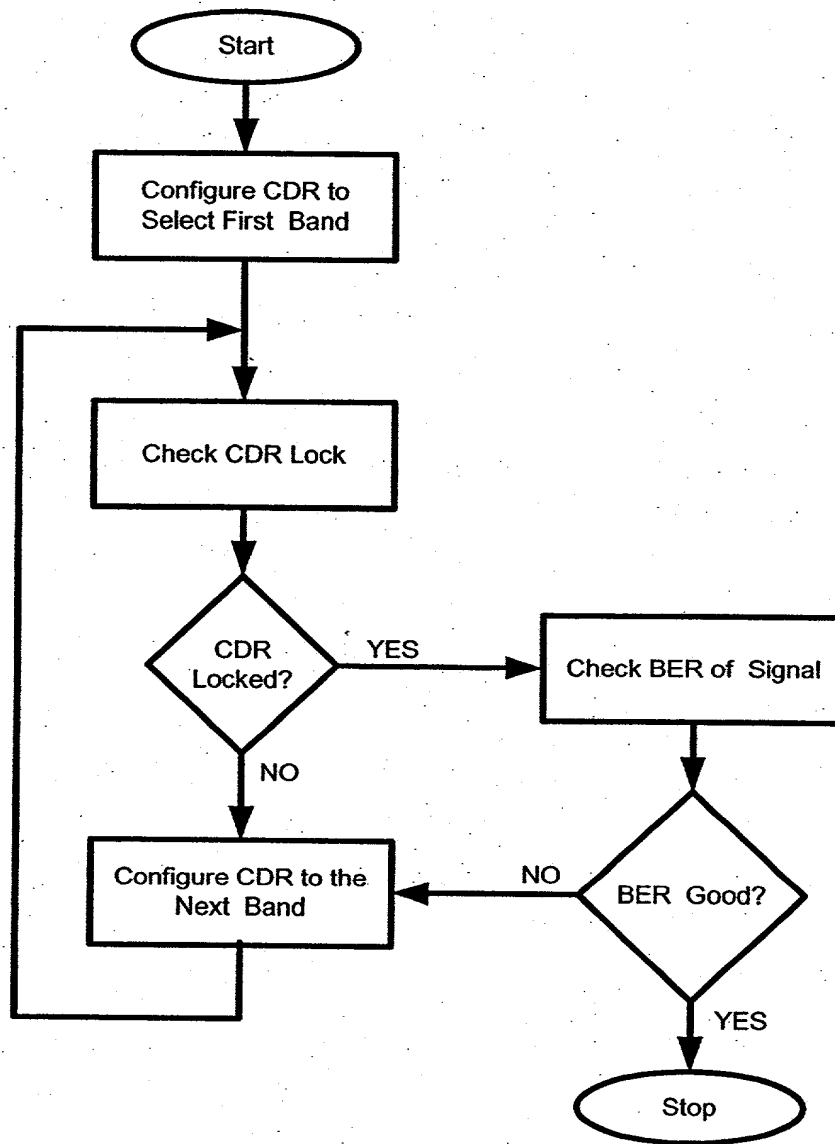 Start
Configure CDR to
Select First Band
Check CDR Lock
CDR
Locked?
YES
Check BER of Signal
NO
Configure CDR to the
Next Band
NO
BER Good?
YES
Stop